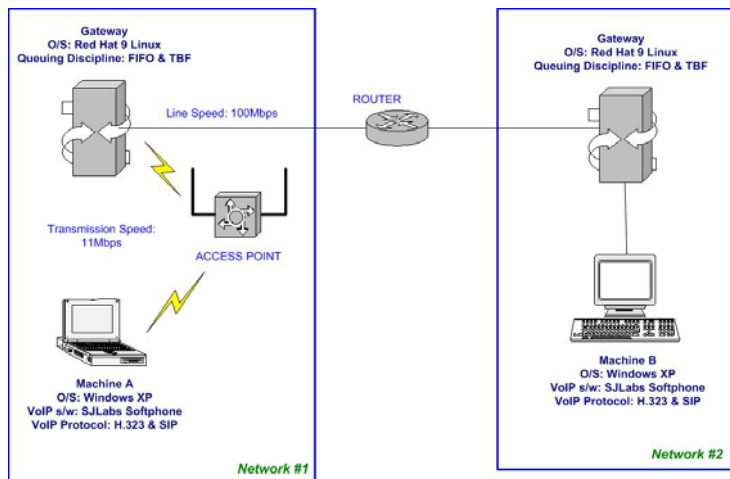 Gateway
O/S: Red Hat 9 Linux
Queuing Discipline: FIFO & TBF
Line Speed: 100Mbps
ROUTER
Gateway
O/S: Red Hat 9 Linux
Queuing Discipline: FIFO & TBF
Transmission Speed:
11Mbps
ACCESS POINT
Machine A
O/S: Windows XP
VoIP s/w: SJLabs Softphone
VoIP Protocol: H.323 & SIP
Network #1
Machine B
O/S: Windows XP
VoIP s/w: SJLabs Softphone
VoIP Protocol: H.323 & SIP
Network #2